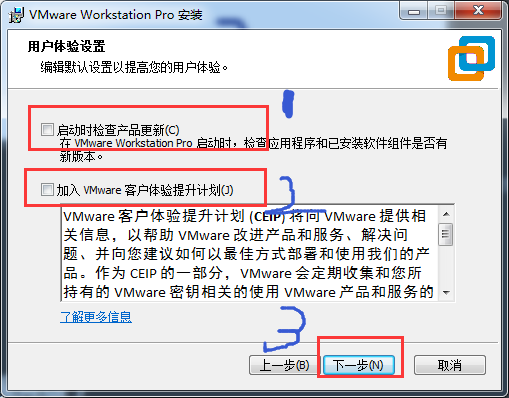 VMware Workstation Pro 安装
用户体验设置
编辑默认设置以提高您的用户体验。
1
启动时检查产品更新(C)
在 VMware Workstation Pro 启动时，检查应用程序和已安装软件组件是否有
新版本。
加入 VMware 客户体验提升计划(J)
2
VMware 客户体验提升计划 (CEIP) 将向 VMware 提供相
关信息，以帮助 VMware 改进产品和服务、解决问
题、并向您建议如何以最佳方式部署和使用我们的产
品。作为 CEIP 的一部分，VMware 会定期收集和您所
持有的 VMware 密钥相关的使用 VMware 产品和服务的
了解更多信息
3
上一步(B) 下一步(N) 取消